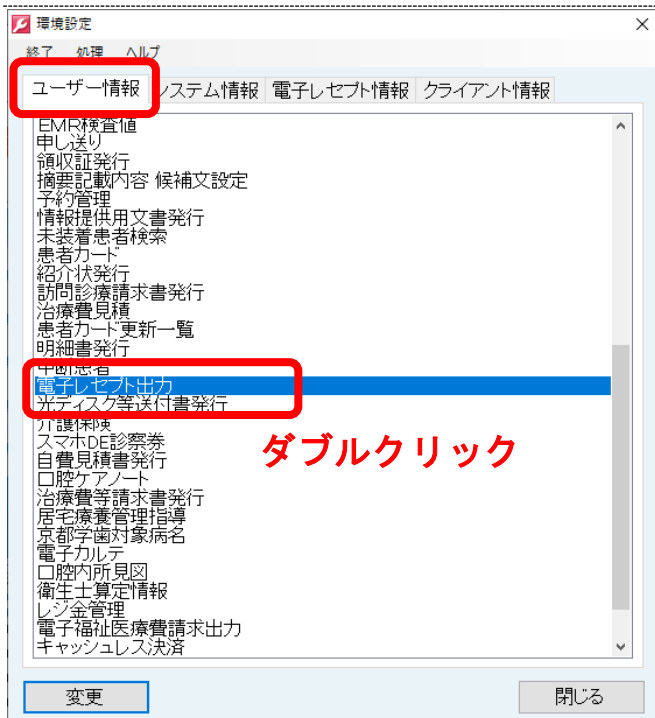 環境設定
終了 処理 ヘルプ
ユーザー情報 システム情報 電子レセプト情報 クライアント情報
EMR検査値
申し送り
領収証発行
摘要記載内容 候補文設定
予約管理
情報提供用文書発行
未装着患者検索
患者カード
紹介状発行
訪問診療請求書発行
治療費見積
患者カード更新一覧
明細書発行
中断患者
電子レセプト出力
光ディスク等送付書発行
介護保険
スマホDE診察券
自費見積書発行
口腔ケアノート
治療費等請求書発行
居宅療養管理指導
京都学歯対象病名
電子カルテ
口腔内所見図
衛生士算定情報
レジ金管理
電子福祉医療費請求出力
キャッシュレス決済
ダブルクリック
変更 閉じる